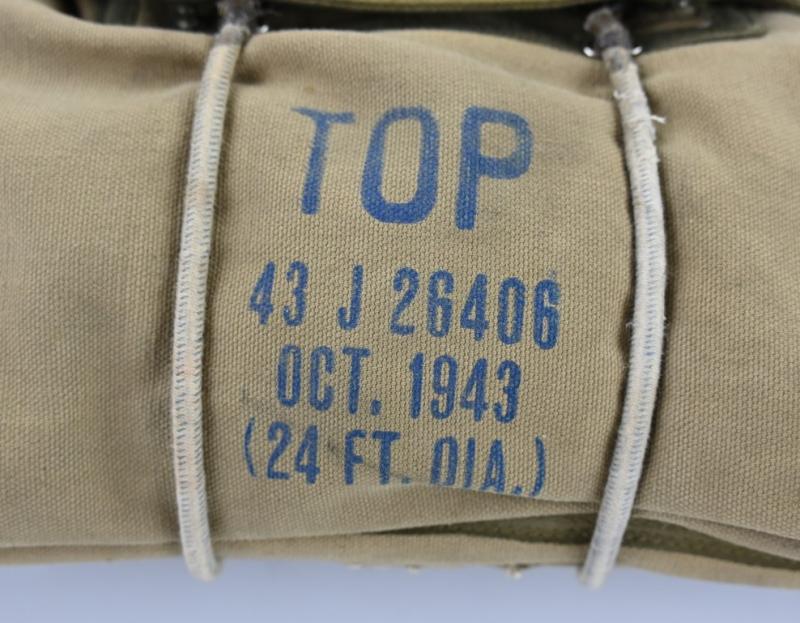 TOP
43 J 26406
OCT. 1943
(24 FT. DIA.)